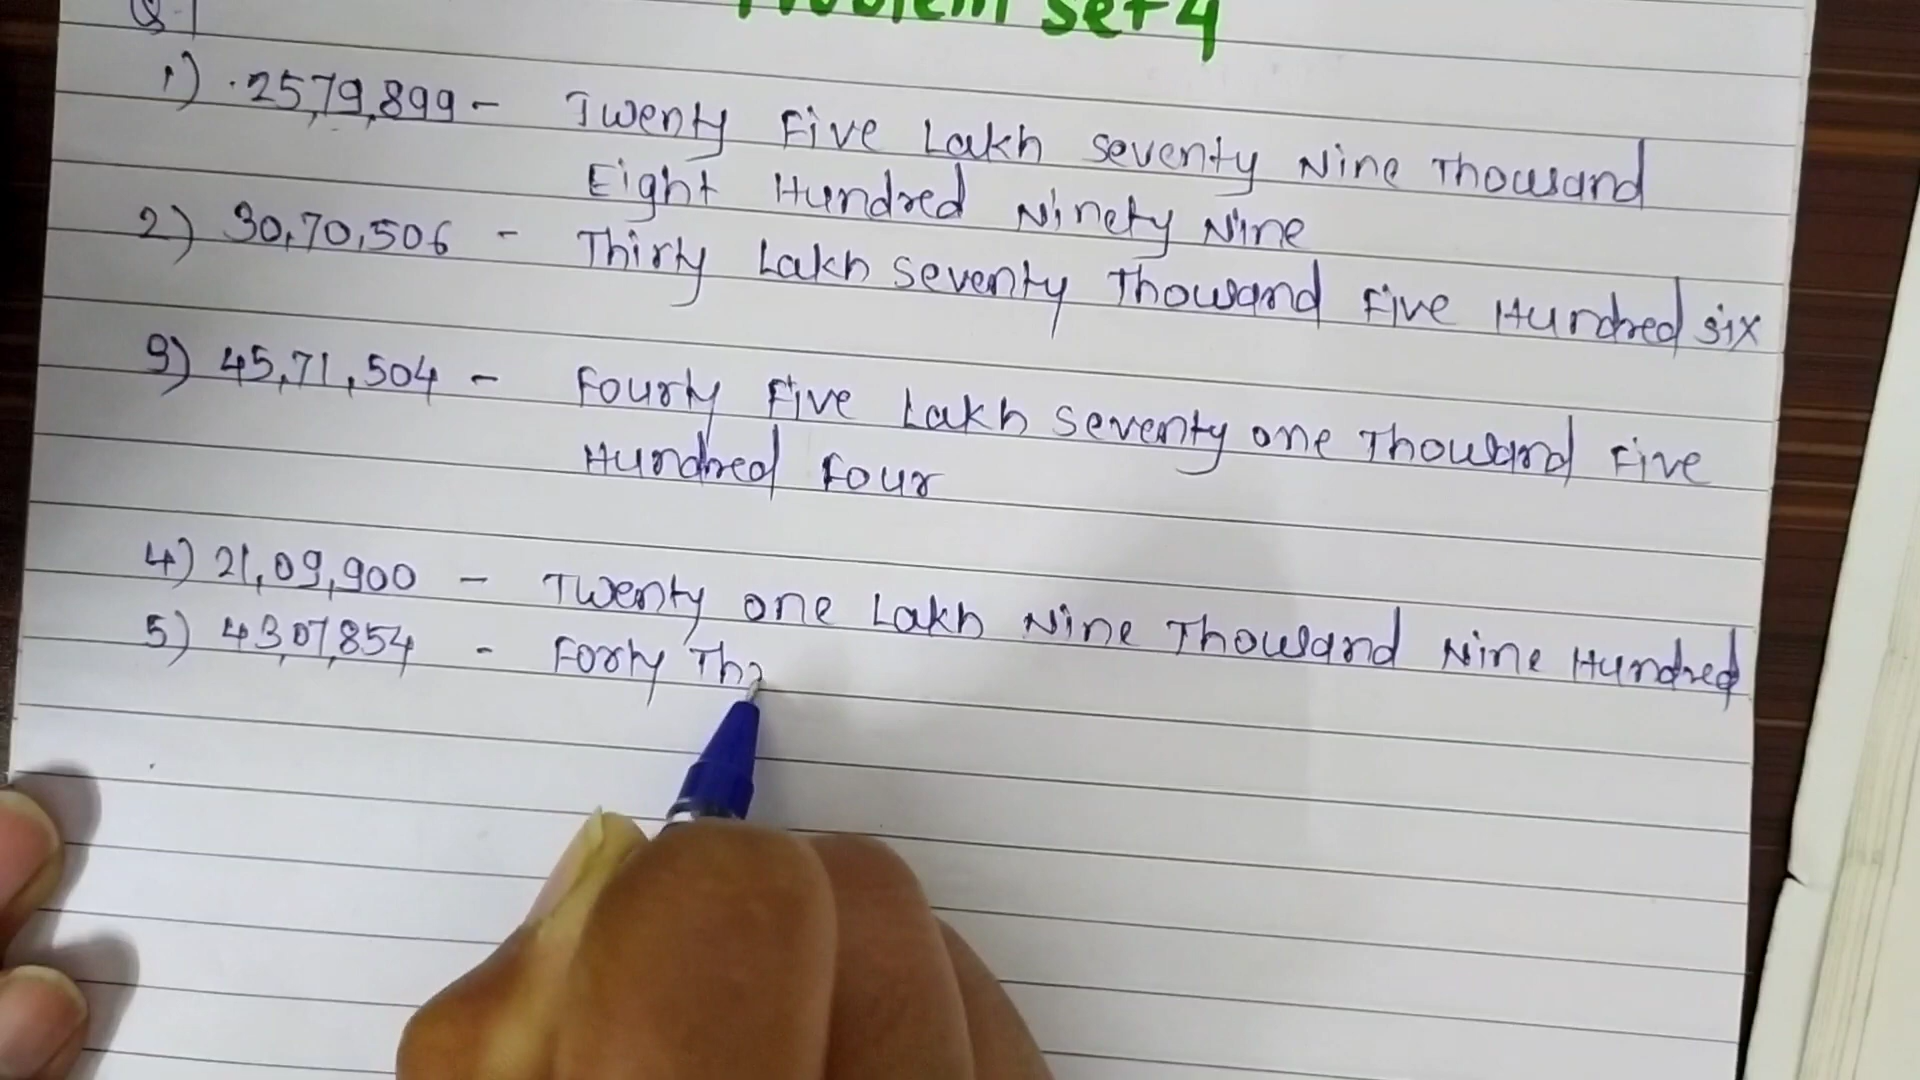 Problem Set 4
Q-1
1) 25,79,899 - Twenty Five Lakh Seventy Nine Thousand
Eight Hundred Ninety Nine
2) 30,70,506 - Thirty Lakh Seventy Thousand Five Hundred six
3) 45,71,504 - Fourty Five Lakh Seventy one Thousand Five
Hundred Four
4) 21,09,900 - Twenty one Lakh Nine Thousand Nine Hundred
5) 43,07,854 - Forty Thr